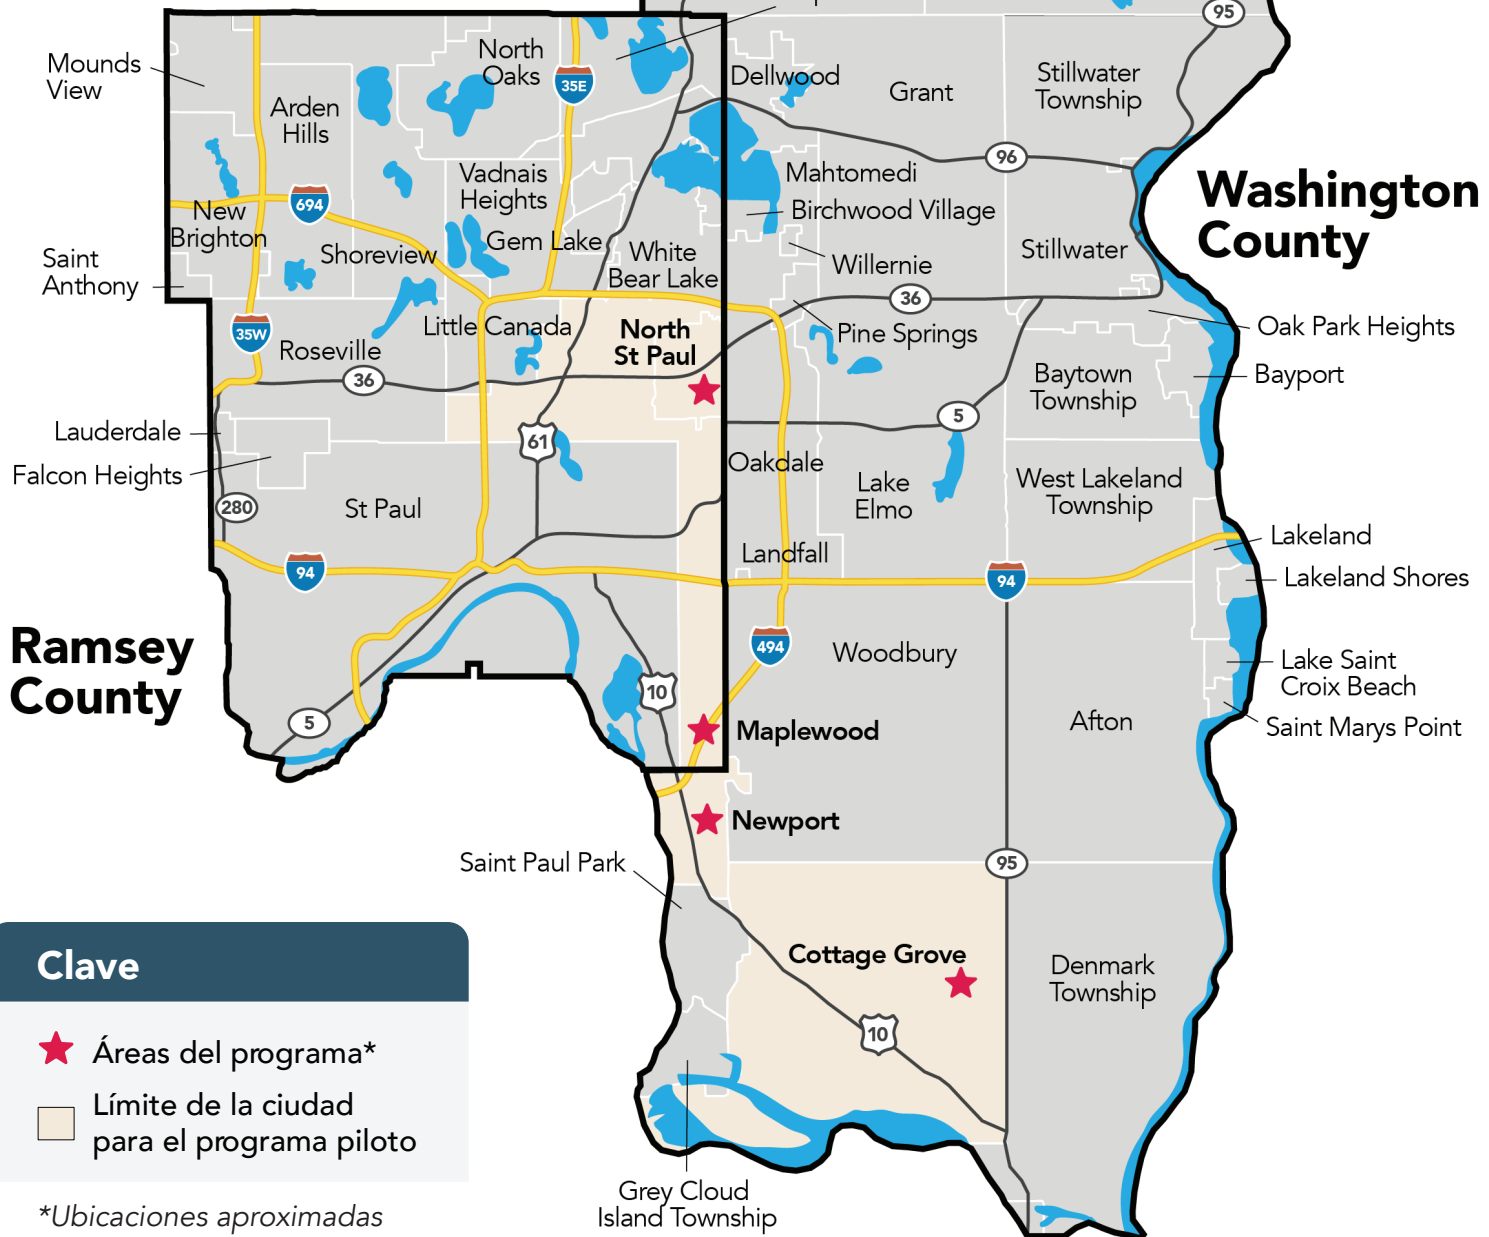 95
Mounds
View
North
Oaks
35E
Dellwood
Grant
Stillwater
Township
Arden
Hills
96
Vadnais
Heights
Mahtomedi
Washington
County
694
New
Brighton
Birchwood Village
Shoreview
Gem Lake
White
Bear Lake
Stillwater
Willernie
Saint
Anthony
36
35W
Little Canada
North
St Paul
Pine Springs
Oak Park Heights
Roseville
36
Baytown
Township
Bayport
5
Lauderdale
61
Falcon Heights
Oakdale
Lake
Elmo
West Lakeland
Township
280
St Paul
Lakeland
Landfall
94
94
Lakeland Shores
Ramsey
County
494
Woodbury
Lake Saint
Croix Beach
10
5
Maplewood
Afton
Saint Marys Point
Newport
Saint Paul Park
95
Cottage Grove
Denmark
Township
10
Clave
Áreas del programa*
Límite de la ciudad
para el programa piloto
*Ubicaciones aproximadas
Grey Cloud
Island Township